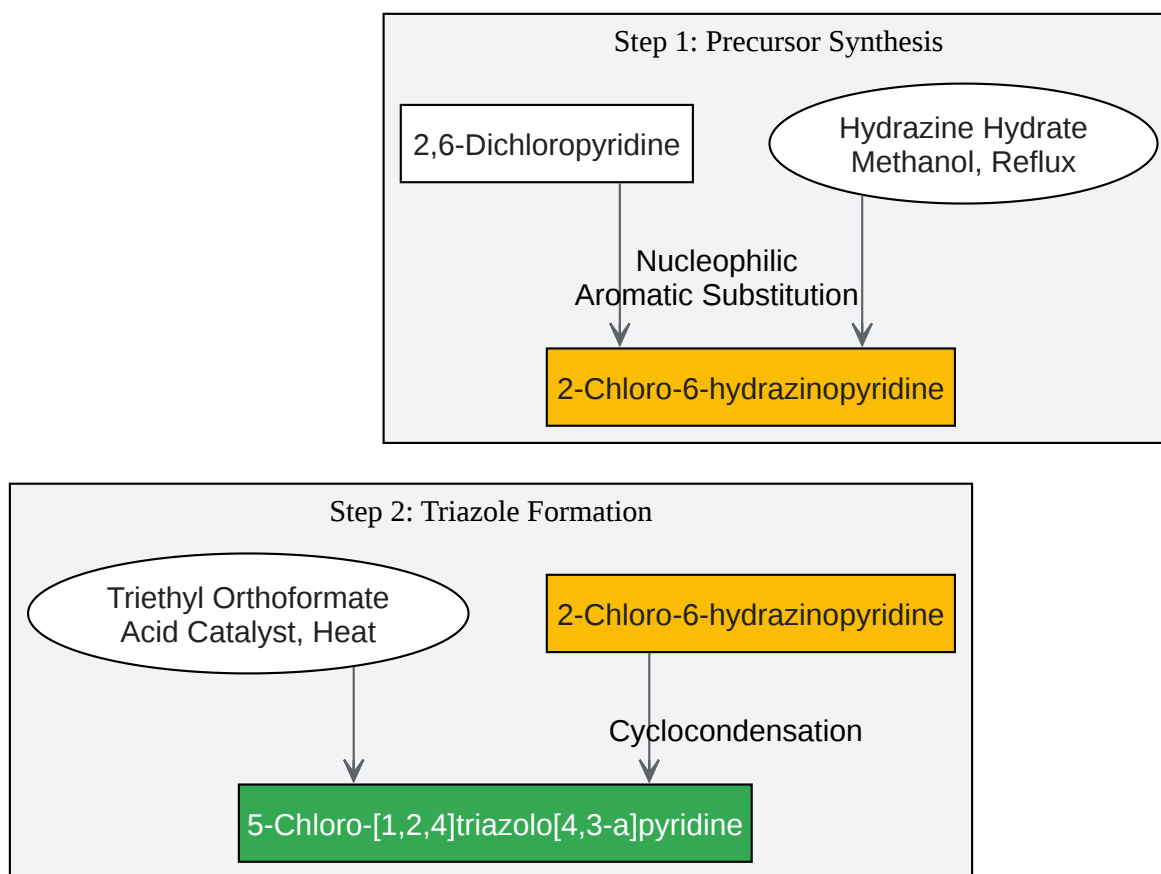 Step 1: Precursor Synthesis
2,6-Dichloropyridine
Hydrazine Hydrate
Methanol, Reflux
Nucleophilic
Aromatic Substitution
2-Chloro-6-hydrazinopyridine
Step 2: Triazole Formation
Triethyl Orthoformate
Acid Catalyst, Heat
2-Chloro-6-hydrazinopyridine
Cyclocondensation
5-Chloro-[1,2,4]triazolo[4,3-a]pyridine